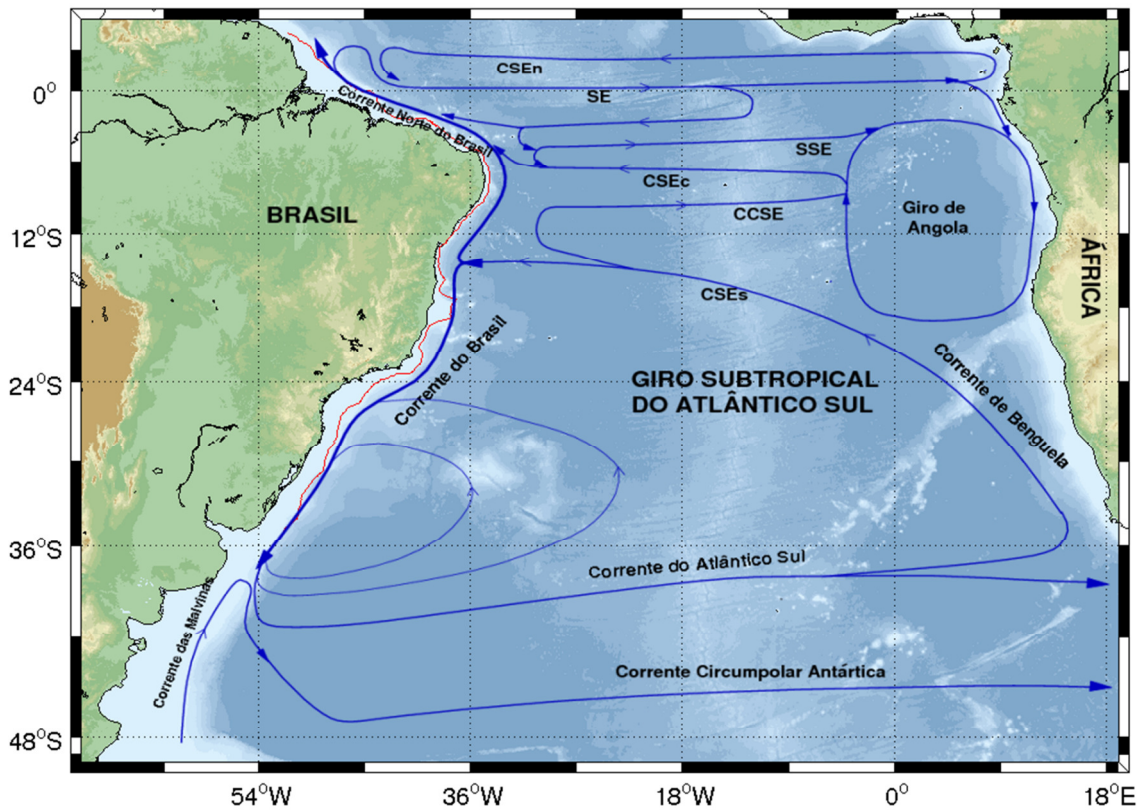 CSEn
0°
SE
Corrente Norte do Brasil
SSE
CSEc
BRASIL
CCSE
Giro de
Angola
12°S
ÁFRICA
CSEs
Corrente do Brasil
Corrente de Benguela
24°S
GIRO SUBTROPICAL
DO ATLÂNTICO SUL
36°S
Corrente do Atlântico Sul
Corrente das Malvinas
Corrente Circumpolar Antártica
48°S
54°W
36°W
18°W
0°
18°E